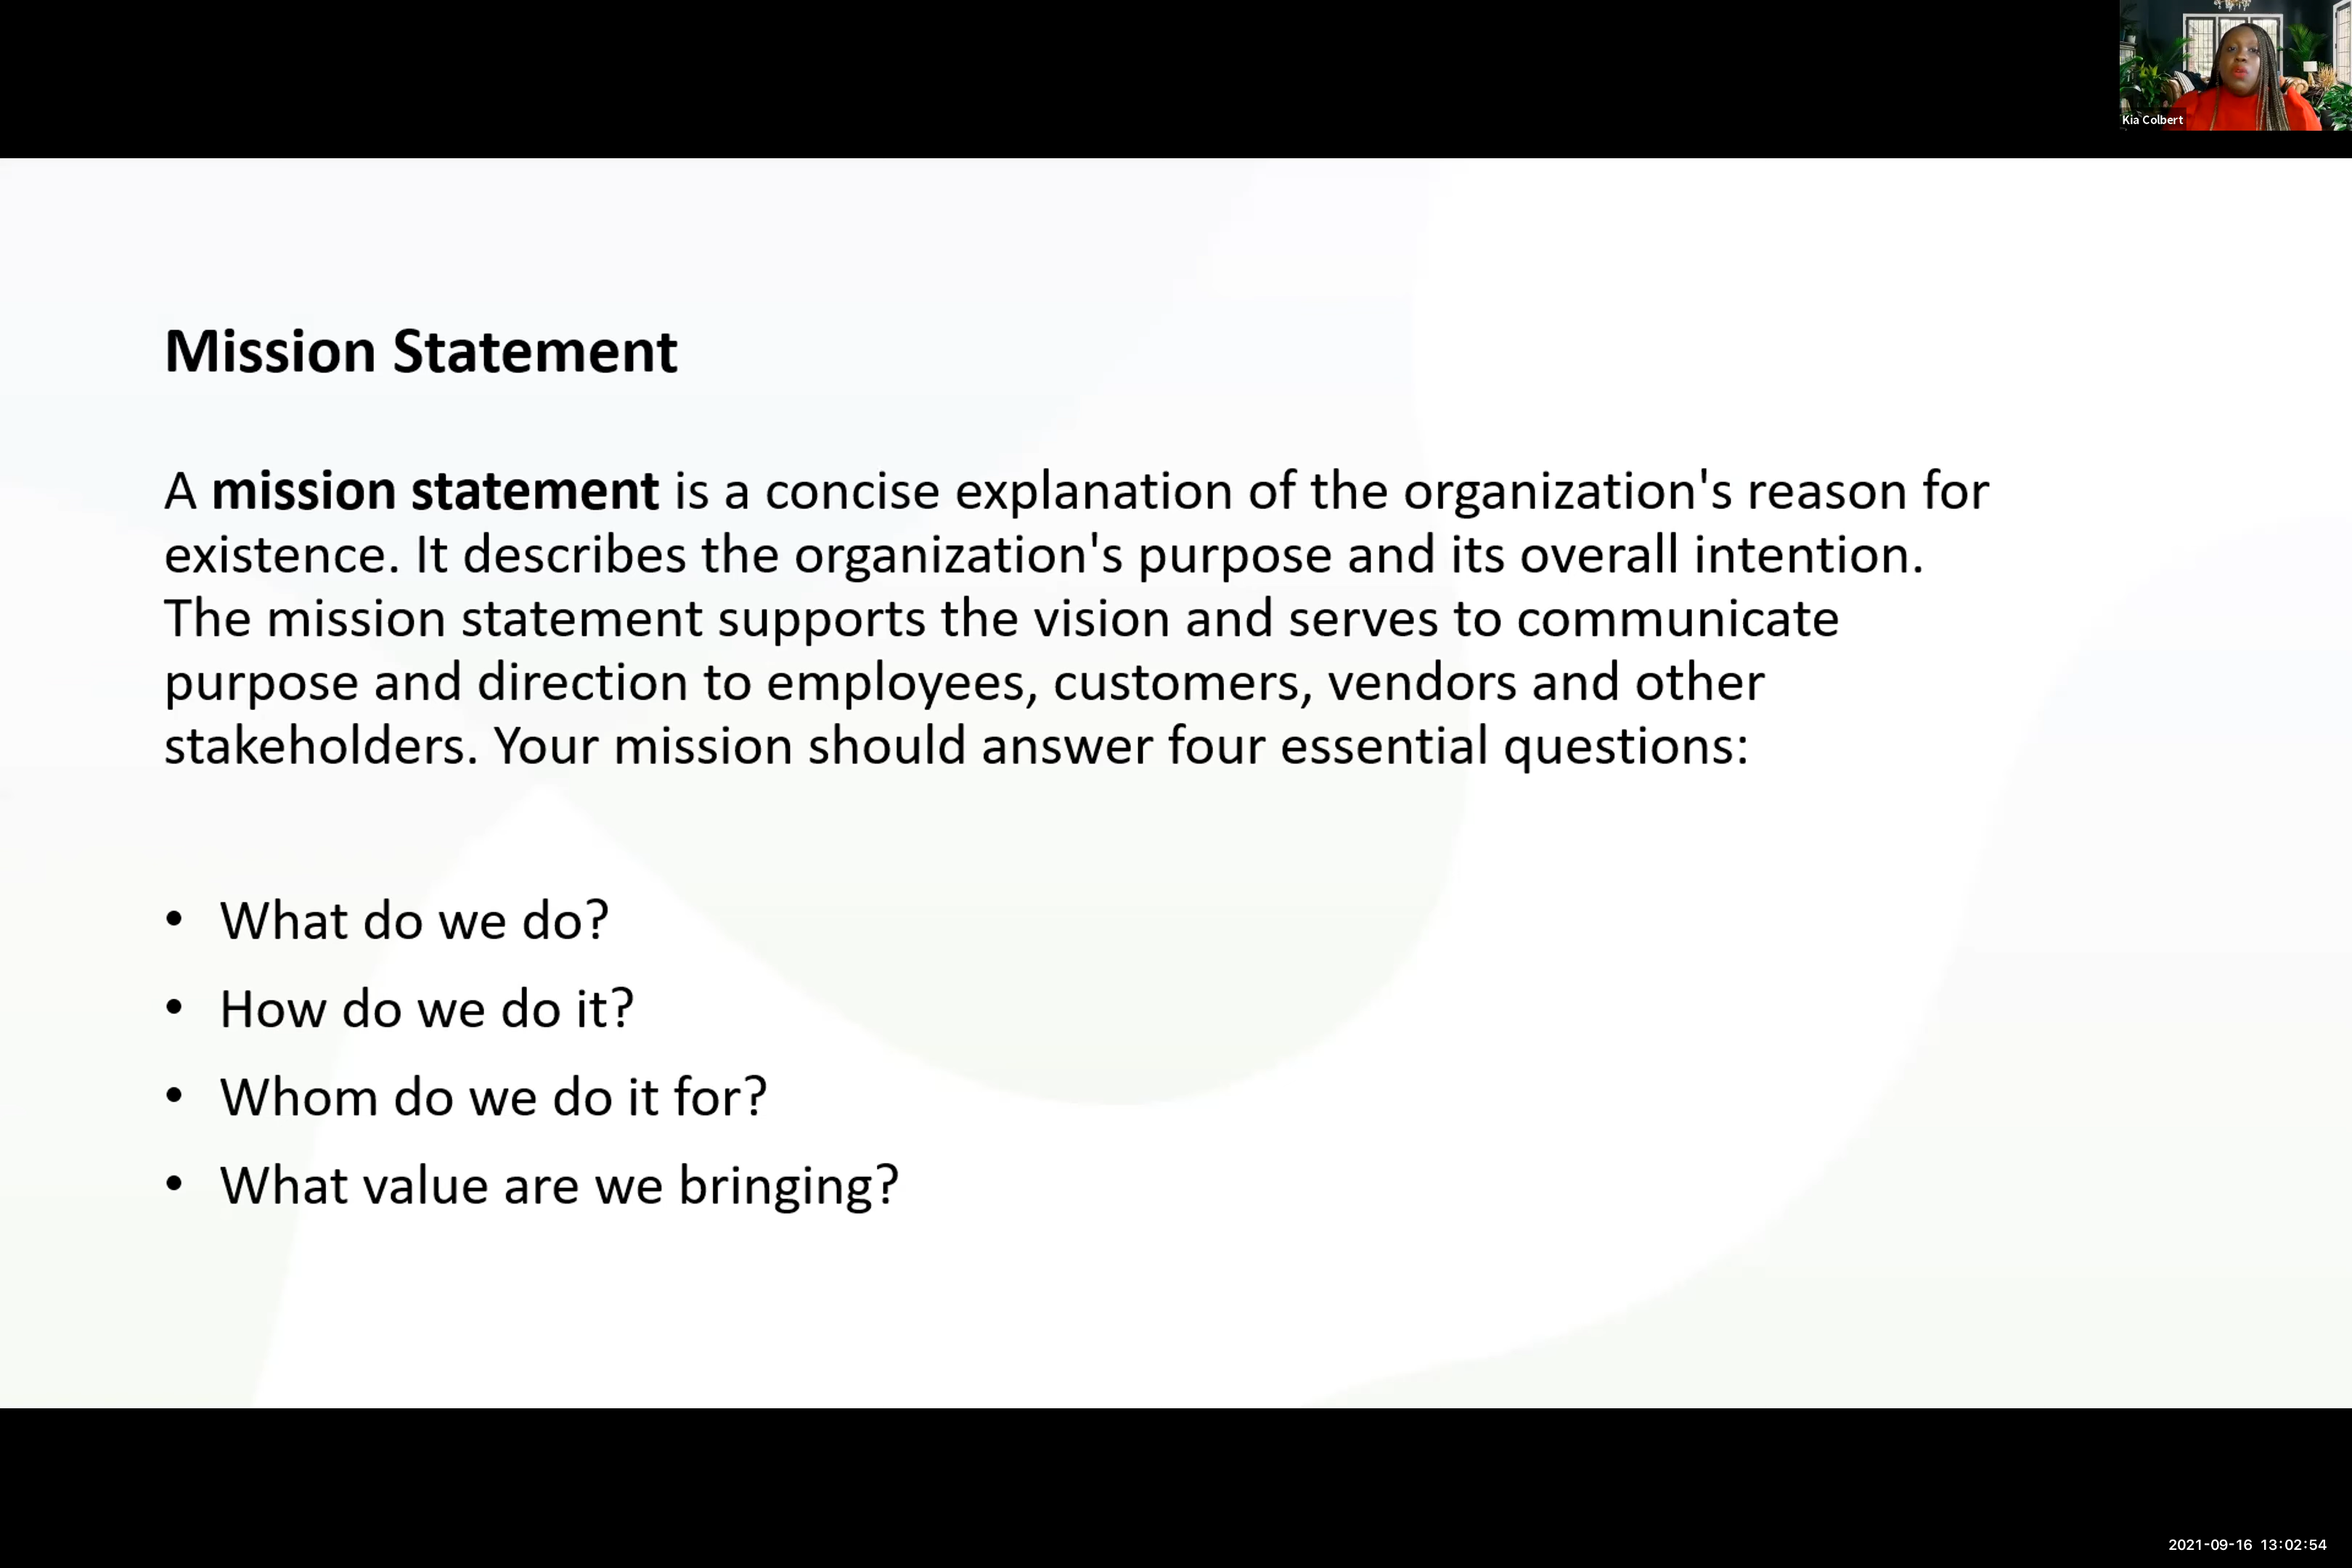 Kia Colbert
Mission Statement
A mission statement is a concise explanation of the organization's reason for
existence. It describes the organization's purpose and its overall intention.
The mission statement supports the vision and serves to communicate
purpose and direction to employees, customers, vendors and other
stakeholders. Your mission should answer four essential questions:
• What do we do?
• How do we do it?
• Whom do we do it for?
• What value are we bringing?
2021-09-16 13:02:54